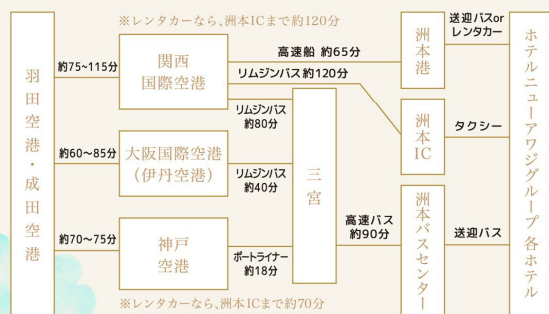 ※レンタカーなら、洲本ICまで約120分
羽田空港・成田空港
約75~115分
関西
国際空港
高速船 約65分
リムジンバス 約120分
リムジンバス
約80分
洲本港
送迎バスor
レンタカー
ホテルニューアワジグループ 各ホテル
約60~85分
大阪国際空港
（伊丹空港）
リムジンバス
約40分
三宮
洲本IC
タクシー
約70~75分
神戸
空港
ポートライナー
約18分
高速バス
約90分
洲本バスセンター
送迎バス
※レンタカーなら、洲本ICまで約70分